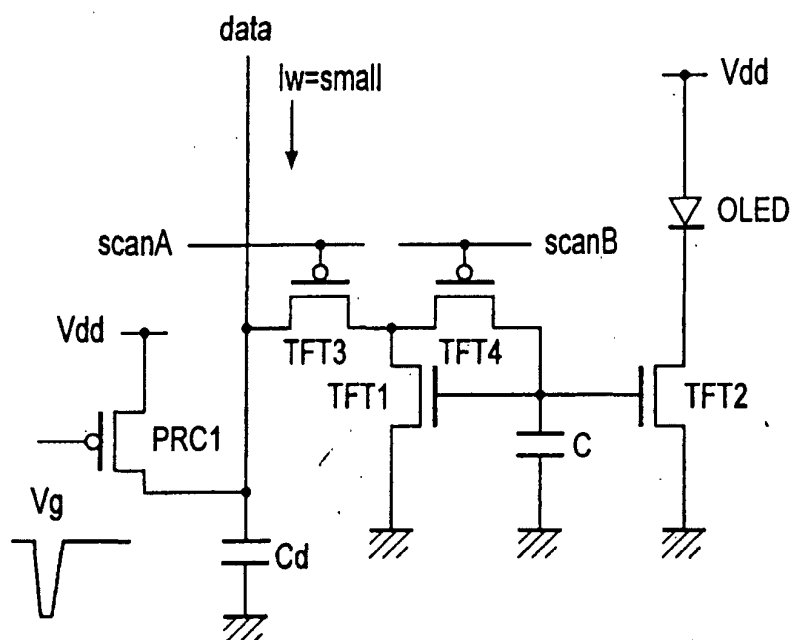 data
Iw=small
Vdd
OLED
scanA
scanB
Vdd
TFT3
TFT4
TFT1
TFT2
PRC1
C
Vg
Cd